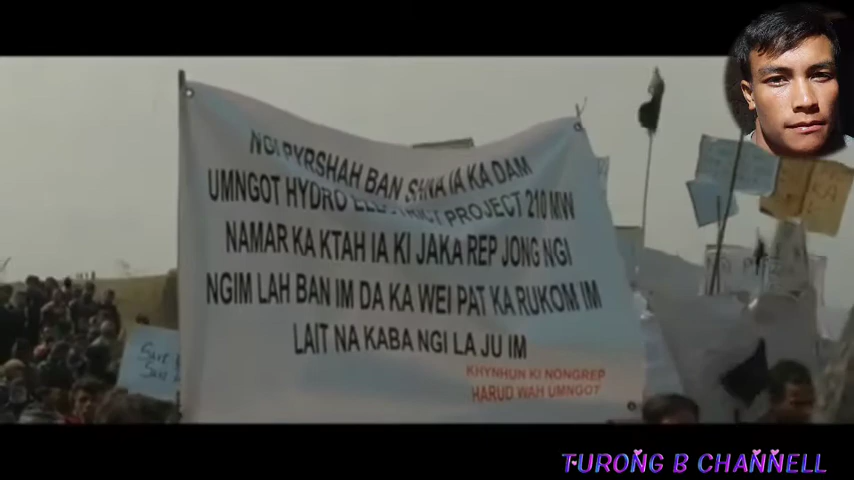 NGI PYRSHAH BAN SHNA IA KA DAM
UMNGOT HYDRO ELECTRICT PROJECT 210 MW
NAMAR KA KTAH IA KI JAKA REP JONG NGI
NGIM LAH BAN IM DA KA WEI PAT KA RUKOM IM
LAIT NA KABA NGI LA JU IM
KHYNHUN KI NONGREP
HARUD WAH UMNGOT
TURONG B CHANNELL